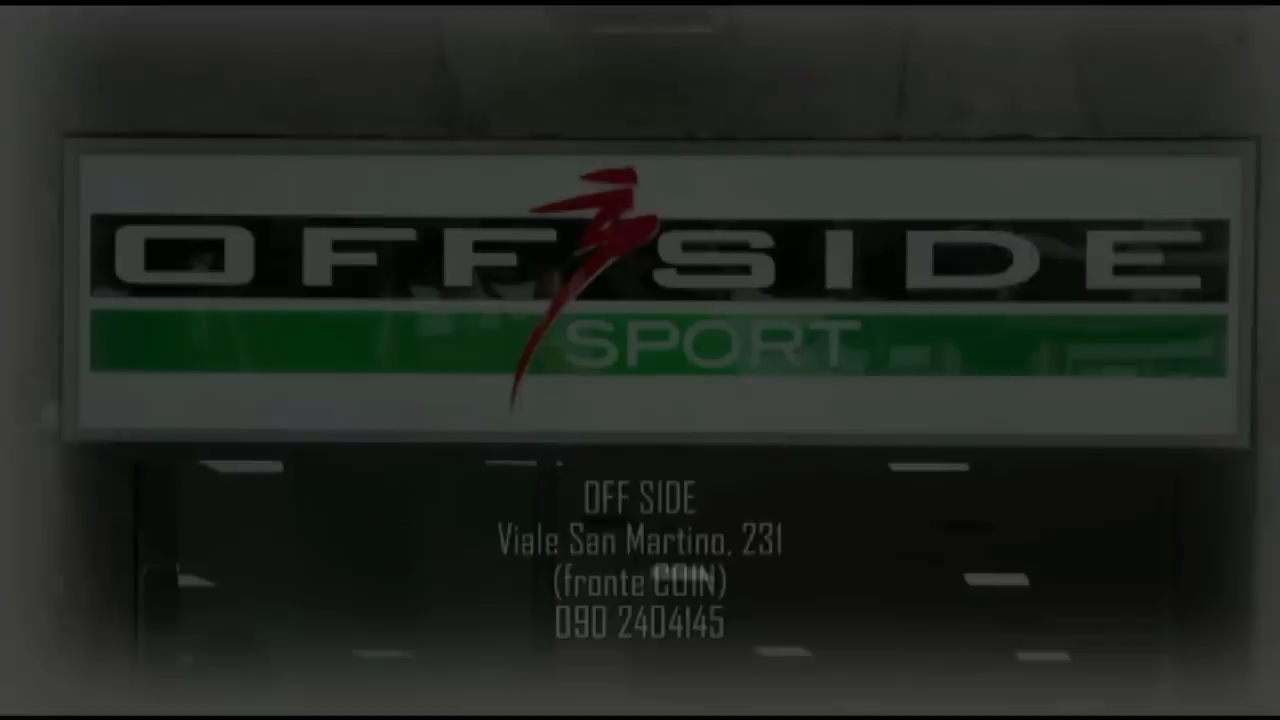 OFF SIDE
SPORT
OFF SIDE
Viale San Martino, 231
(fronte COIN)
090 2404145